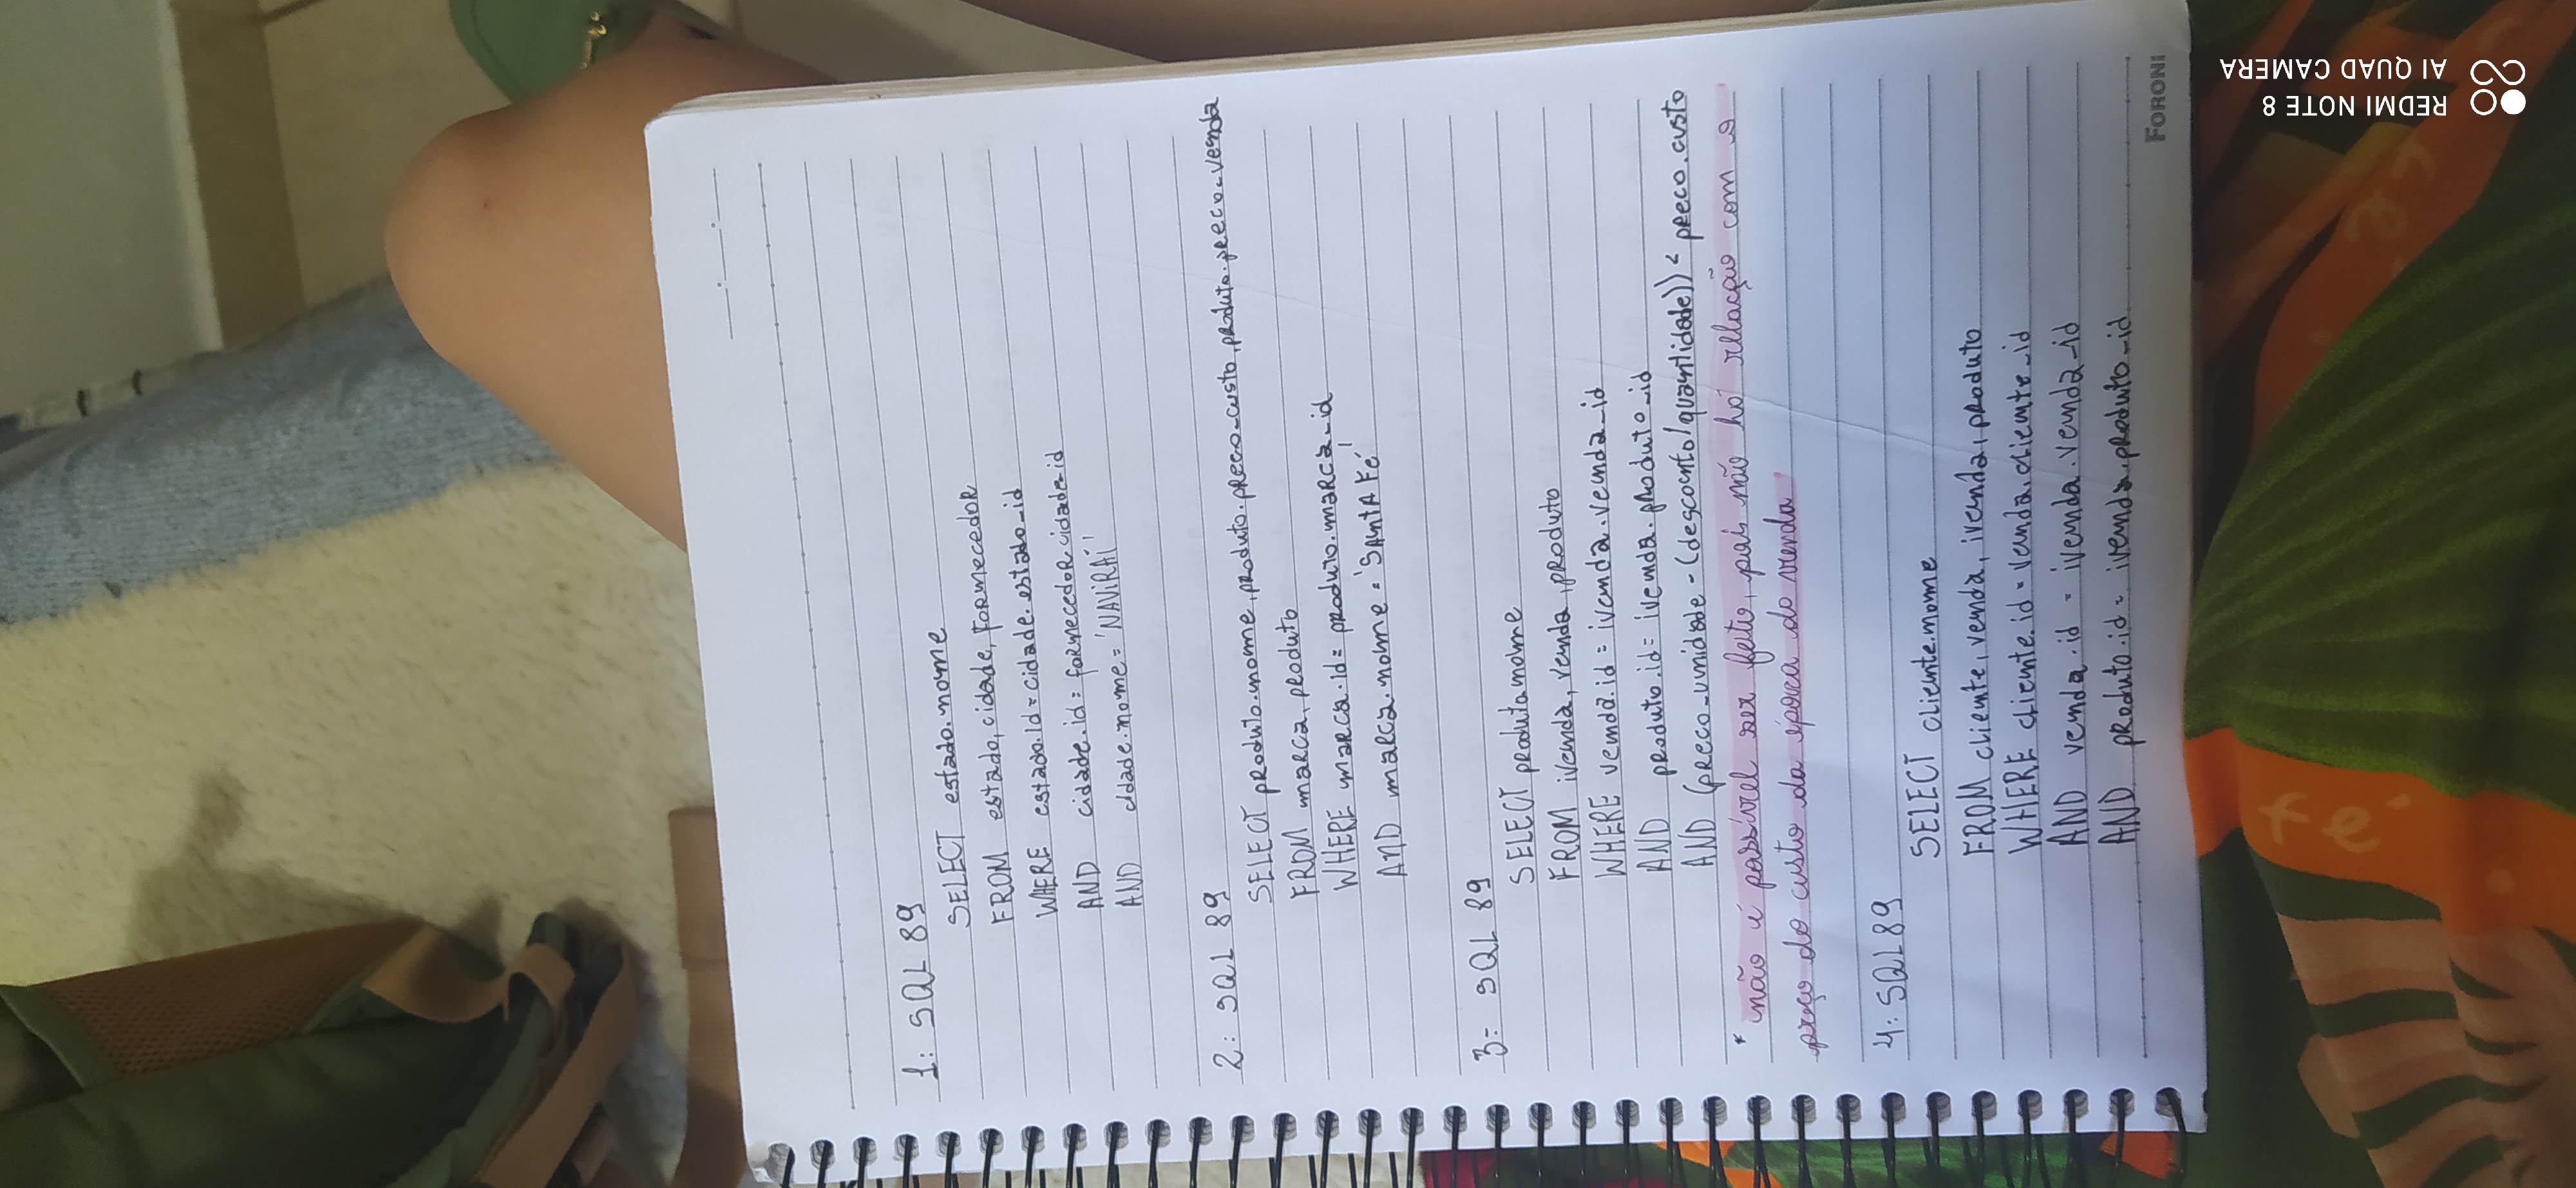 1: SQL 89
SELECT estado.nome
FROM estado, cidade, fornecedor
WHERE estado.id = cidade.estado_id
AND cidade.id = fornecedor.cidade_id
AND cidade.nome = 'NAVIRAÍ'
2: SQL 89
SELECT produto.nome, produto.preco_custo, produto.preco_venda
FROM marca, produto
WHERE marca.id = produto.marca_id
AND marca.nome = 'SANTA FÉ'
3: SQL 89
SELECT produto.nome
FROM ivenda, venda, produto
WHERE venda.id = ivenda.venda_id
AND produto.id = ivenda.produto_id
AND (preco_unidade - (desconto/quantidade)) < preco.custo
* não é possível ser feito, pois não há relação com o
preço do custo da época da venda
4: SQL 89
SELECT cliente.nome
FROM cliente, venda, ivenda, produto
WHERE cliente.id = venda.cliente_id
AND venda.id = ivenda.venda_id
AND produto.id = ivenda.produto_id
FORONI
REDMI NOTE 8
AI QUAD CAMERA